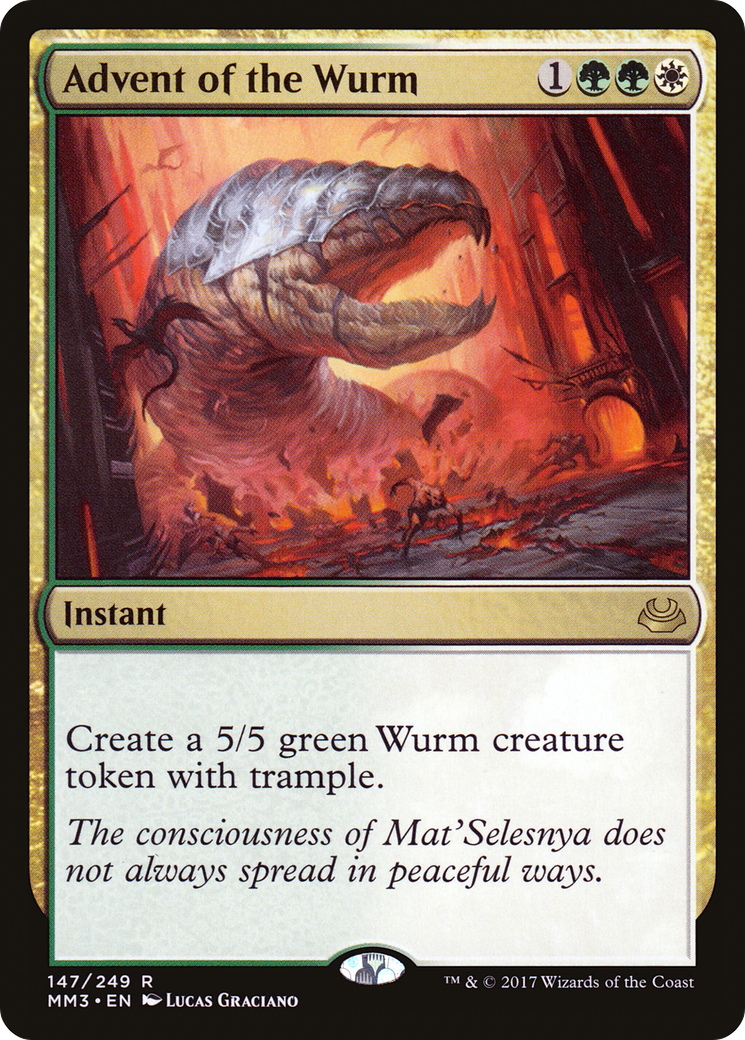 Advent of the Wurm 1
Instant
Create a 5/5 green Wurm creature
token with trample.
The consciousness of Mat'Selesnya does
not always spread in peaceful ways.
147/249 R
MM3 • EN Lucas Graciano
™ & © 2017 Wizards of the Coast